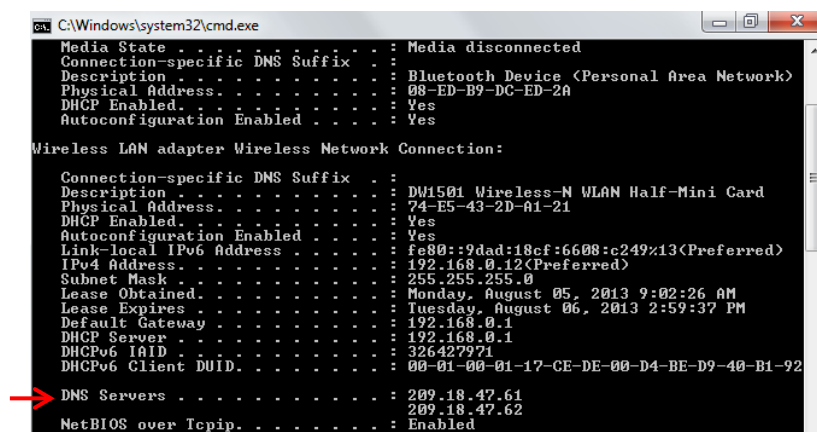 C:\Windows\system32\cmd.exe
Media State . . . . . . . . . . . : Media disconnected
Connection-specific DNS Suffix  . :
Description . . . . . . . . . . . : Bluetooth Device (Personal Area Network)
Physical Address. . . . . . . . . : 08-ED-B9-DC-ED-2A
DHCP Enabled. . . . . . . . . . . : Yes
Autoconfiguration Enabled . . . . : Yes
Wireless LAN adapter Wireless Network Connection:
Connection-specific DNS Suffix  . :
Description . . . . . . . . . . . : DW1501 Wireless-N WLAN Half-Mini Card
Physical Address. . . . . . . . . : 74-E5-43-2D-A1-21
DHCP Enabled. . . . . . . . . . . : Yes
Autoconfiguration Enabled . . . . : Yes
Link-local IPv6 Address . . . . . : fe80::9dad:18cf:6608:c249%13(Preferred)
IPv4 Address. . . . . . . . . . . : 192.168.0.12(Preferred)
Subnet Mask . . . . . . . . . . . : 255.255.255.0
Lease Obtained. . . . . . . . . . : Monday, August 05, 2013 9:02:26 AM
Lease Expires . . . . . . . . . . : Tuesday, August 06, 2013 2:59:37 PM
Default Gateway . . . . . . . . . : 192.168.0.1
DHCP Server . . . . . . . . . . . : 192.168.0.1
DHCPv6 IAID . . . . . . . . . . . : 326427971
DHCPv6 Client DUID. . . . . . . . : 00-01-00-01-17-CE-DE-00-D4-BE-D9-40-B1-92
DNS Servers . . . . . . . . . . . : 209.18.47.61
209.18.47.62
NetBIOS over Tcpip. . . . . . . . : Enabled